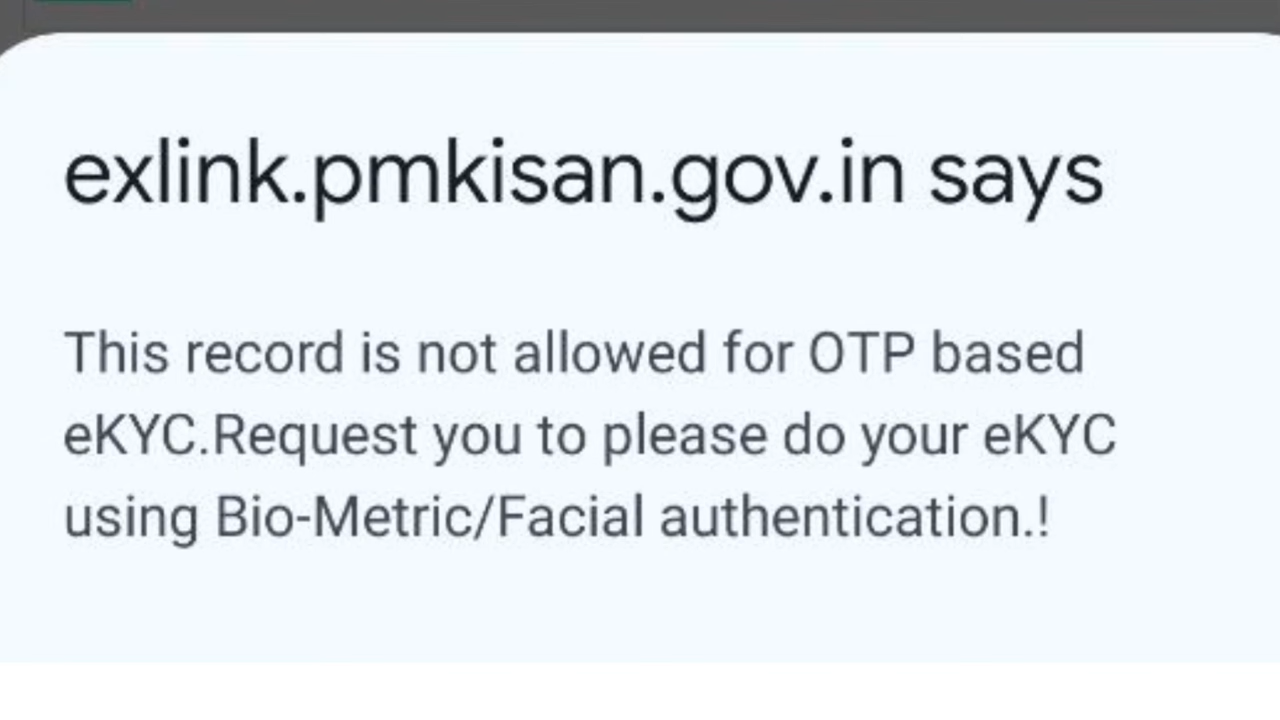 exlink.pmkisan.gov.in says
This record is not allowed for OTP based
eKYC.Request you to please do your eKYC
using Bio-Metric/Facial authentication.!